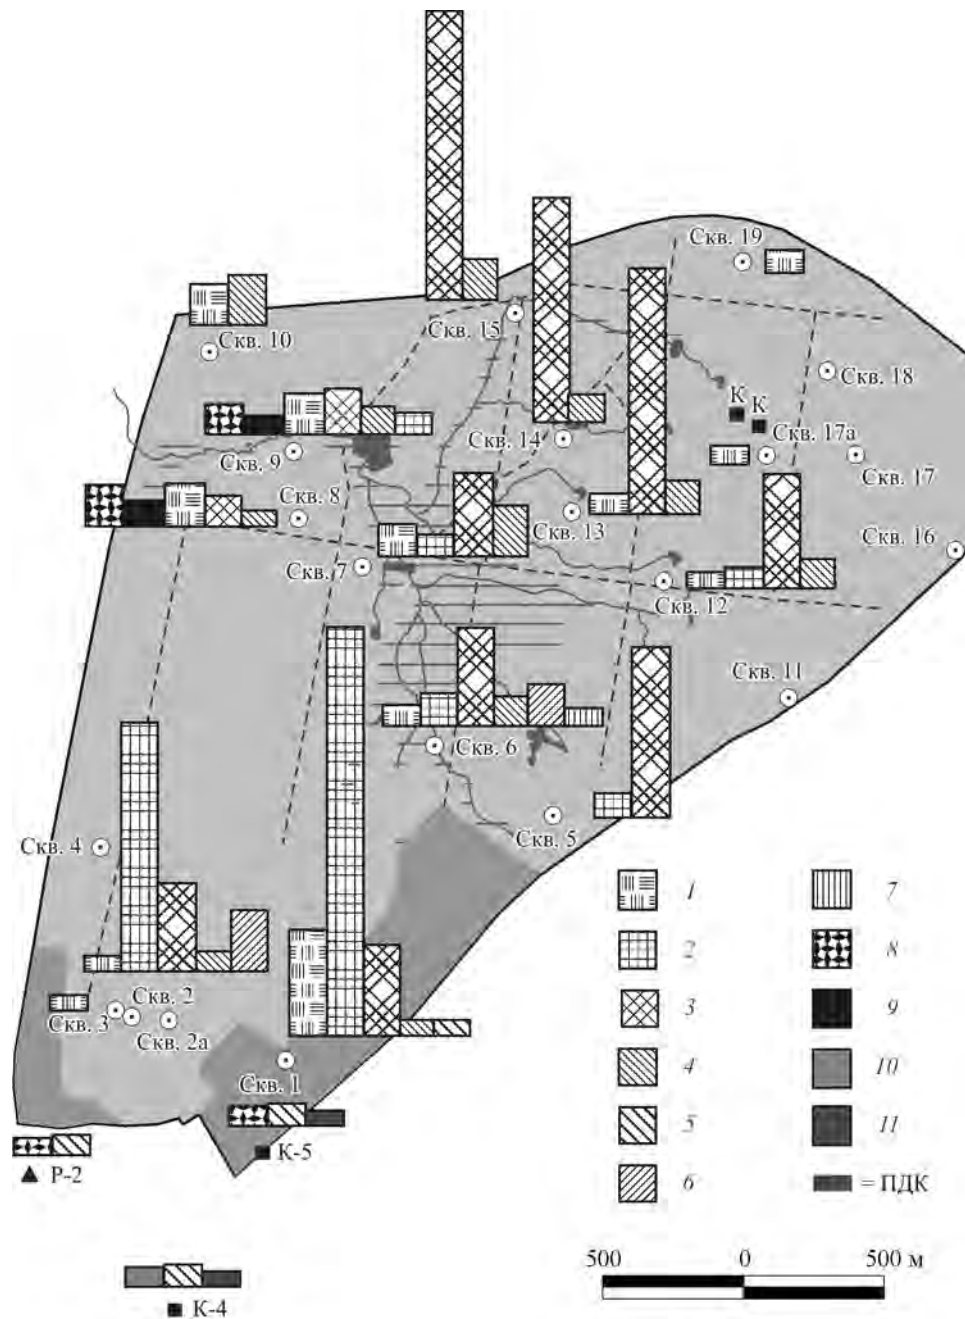 Скв. 19
Скв. 15
Скв. 10
Скв. 18
К
К
Скв. 17а
Скв. 14
Скв. 9
Скв. 17
Скв. 8
Скв. 13
Скв. 16
Скв. 7
Скв. 12
Скв. 11
Скв. 6
Скв. 5
Скв. 4
1
7
2
8
3
9
Скв. 2
Скв. 3
Скв. 2а
4
10
Скв. 1
5
11
К-5
Р-2
6
= ПДК
500
0
500 м
К-4